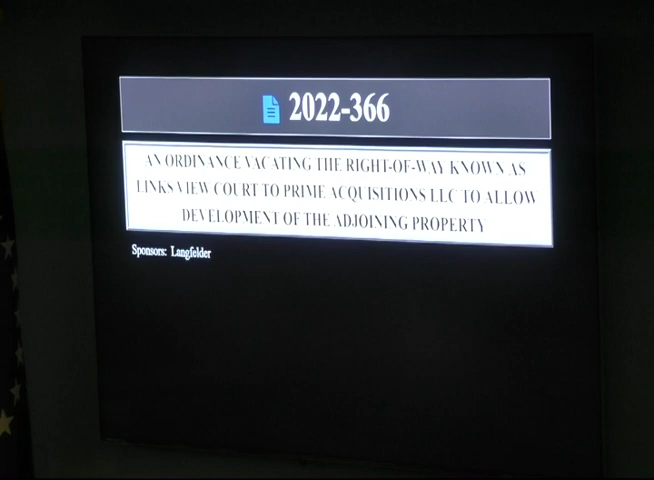 2022-366
AN ORDINANCE VACATING THE RIGHT-OF-WAY KNOWN AS
LINKS VIEW COURT TO PRIME ACQUISITIONS LLC TO ALLOW
DEVELOPMENT OF THE ADJOINING PROPERTY
Sponsors: Langfelder